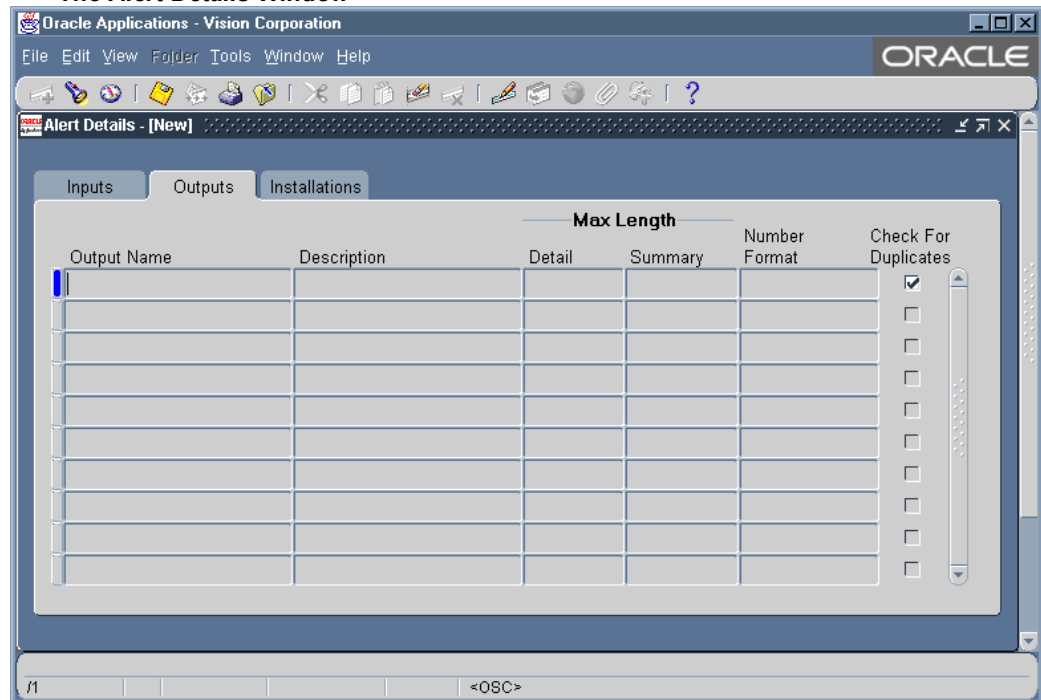 The Alert Details Window
Oracle Applications - Vision Corporation
File Edit View Folder Tools Window Help
ORACLE
Alert Details - [New]
Inputs Outputs Installations
Max Length
Number Check For
Output Name Description Detail Summary Format Duplicates
/1 <OSC>